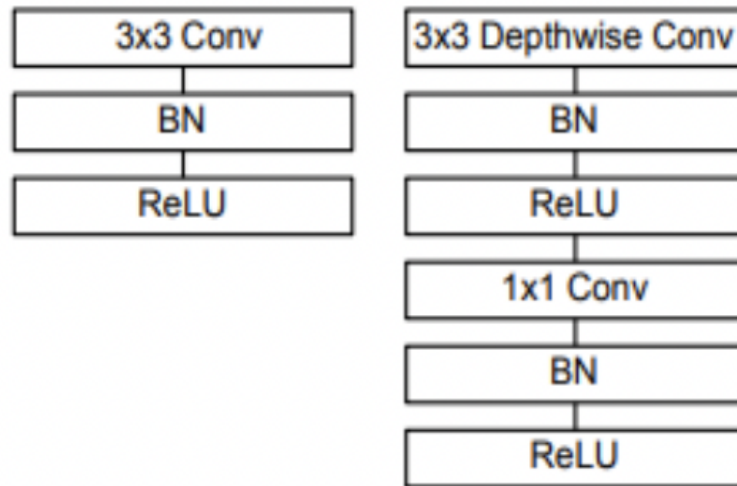 3x3 Conv
BN
ReLU
3x3 Depthwise Conv
BN
ReLU
1x1 Conv
BN
ReLU